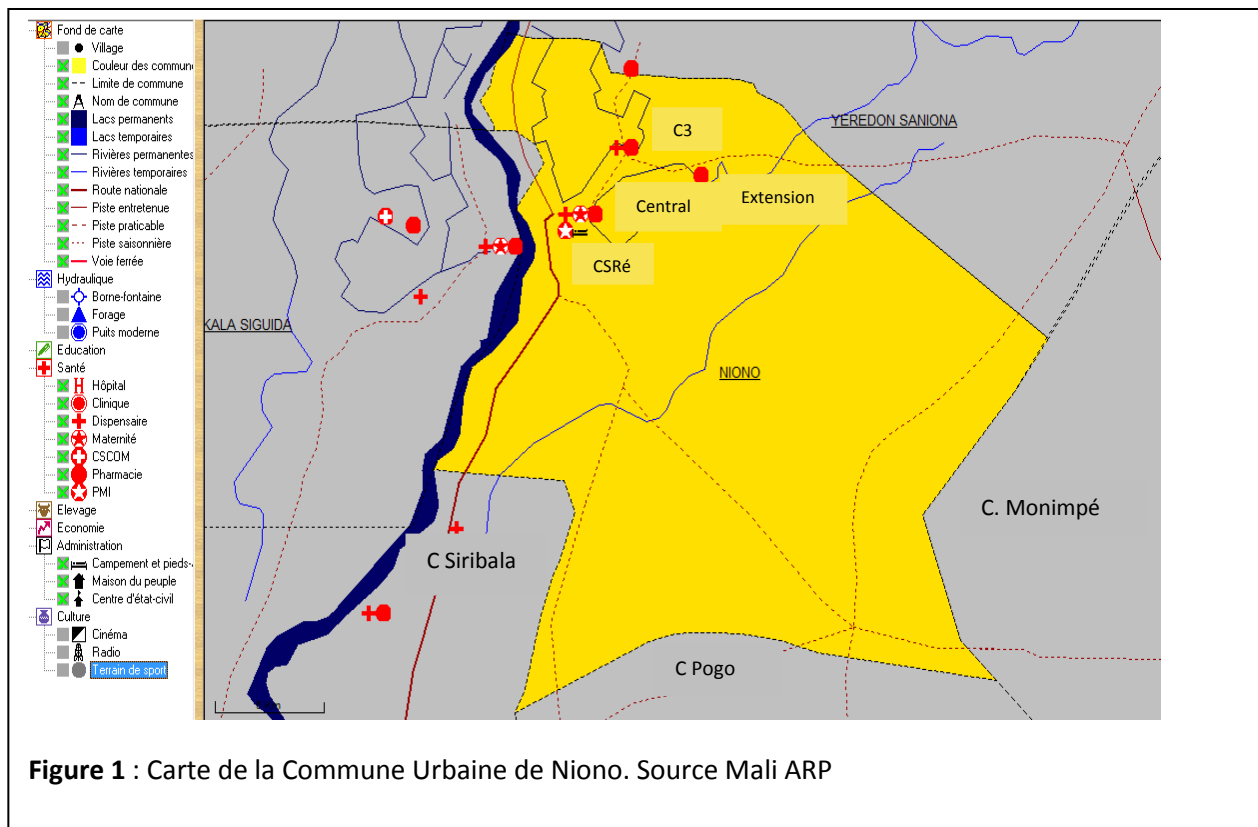 Fond de carte
Village
Couleur des commun
Limite de commune
Nom de commune
Lacs permanents
Lacs temporaires
Rivières permanentes
Rivières temporaires
Route nationale
Piste entretenue
Piste praticable
Piste saisonnière
Voie ferrée
Hydraulique
Borne-fontaine
Forage
Puits moderne
Education
Santé
Hôpital
Clinique
Dispensaire
Maternité
CSCOM
Pharmacie
PMI
Elevage
Economie
Administration
Campement et pieds-
Maison du peuple
Centre d'état-civil
Culture
Cinéma
Radio
Terrain de sport
YEREDON SANIONA
C3
Extension
Central
CSRé
KALA SIGUIDA
NIONO
C. Monimpé
C Siribala
C Pogo
Figure 1 : Carte de la Commune Urbaine de Niono. Source Mali ARP